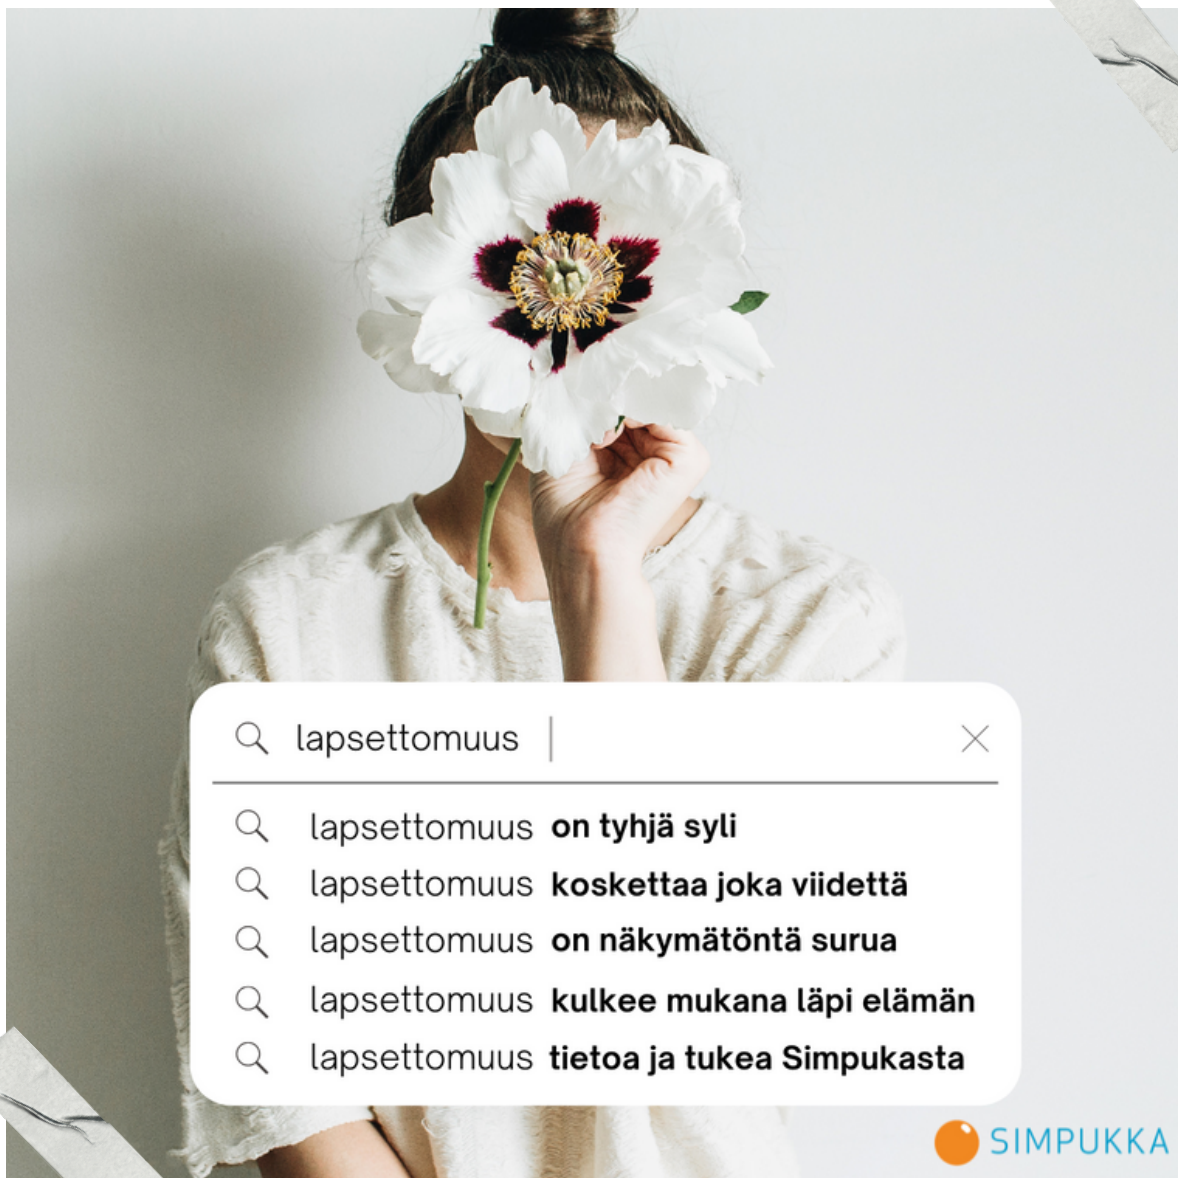 lapsettomuus
lapsettomuus on tyhjä syli
lapsettomuus koskettaa joka viidettä
lapsettomuus on näkymätöntä surua
lapsettomuus kulkee mukana läpi elämän
lapsettomuus tietoa ja tukea Simpukasta
SIMPUKKA